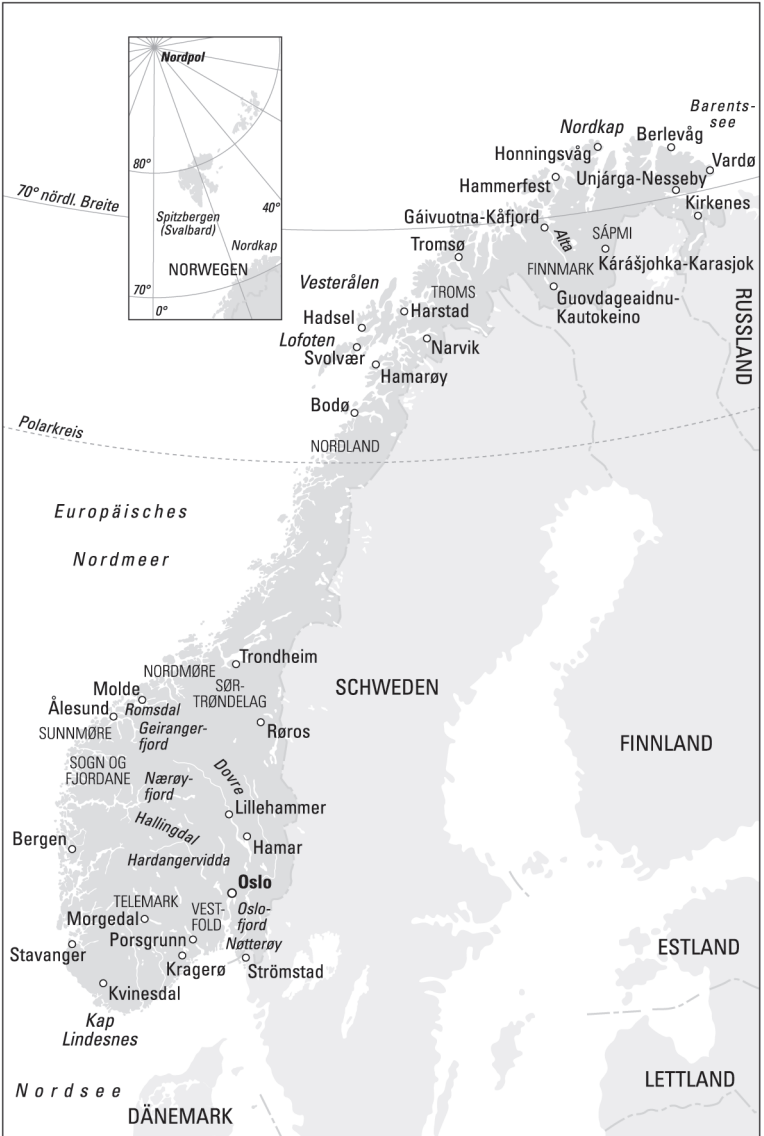 Nordpol
80°
40°
Spitzbergen
(Svalbard)
Nordkap
NORWEGEN
70°
0°
70° nördl. Breite
Barents-
see
Nordkap
Berlevåg
Honningsvåg
Vardø
Hammerfest
Unjárga-Nesseby
Kirkenes
Gáivuotna-Kåfjord
Alta
SÁPMI
Tromsø
Kárášjohka-Karasjok
FINNMARK
Vesterålen
TROMS
Guovdageaidnu-
Kautokeino
RUSSLAND
Harstad
Hadsel
Lofoten
Svolvær
Narvik
Hamarøy
Bodø
Polarkreis
NORDLAND
Europäisches
Nordmeer
Trondheim
NORDMØRE
SØR-
TRØNDELAG
SCHWEDEN
Molde
Ålesund
Romsdal
SUNNMØRE
Geiranger-
fjord
Røros
FINNLAND
SOGN OG
FJORDANE
Nærøy-
fjord
Dovre
Lillehammer
Hallingdal
Bergen
Hamar
Hardangervidda
Oslo
TELEMARK
VEST-
FOLD
Oslo-
fjord
Morgedal
Porsgrunn
Nøtterøy
Stavanger
Kragerø
Strömstad
ESTLAND
Kvinesdal
Kap
Lindesnes
Nordsee
LETTLAND
DÄNEMARK